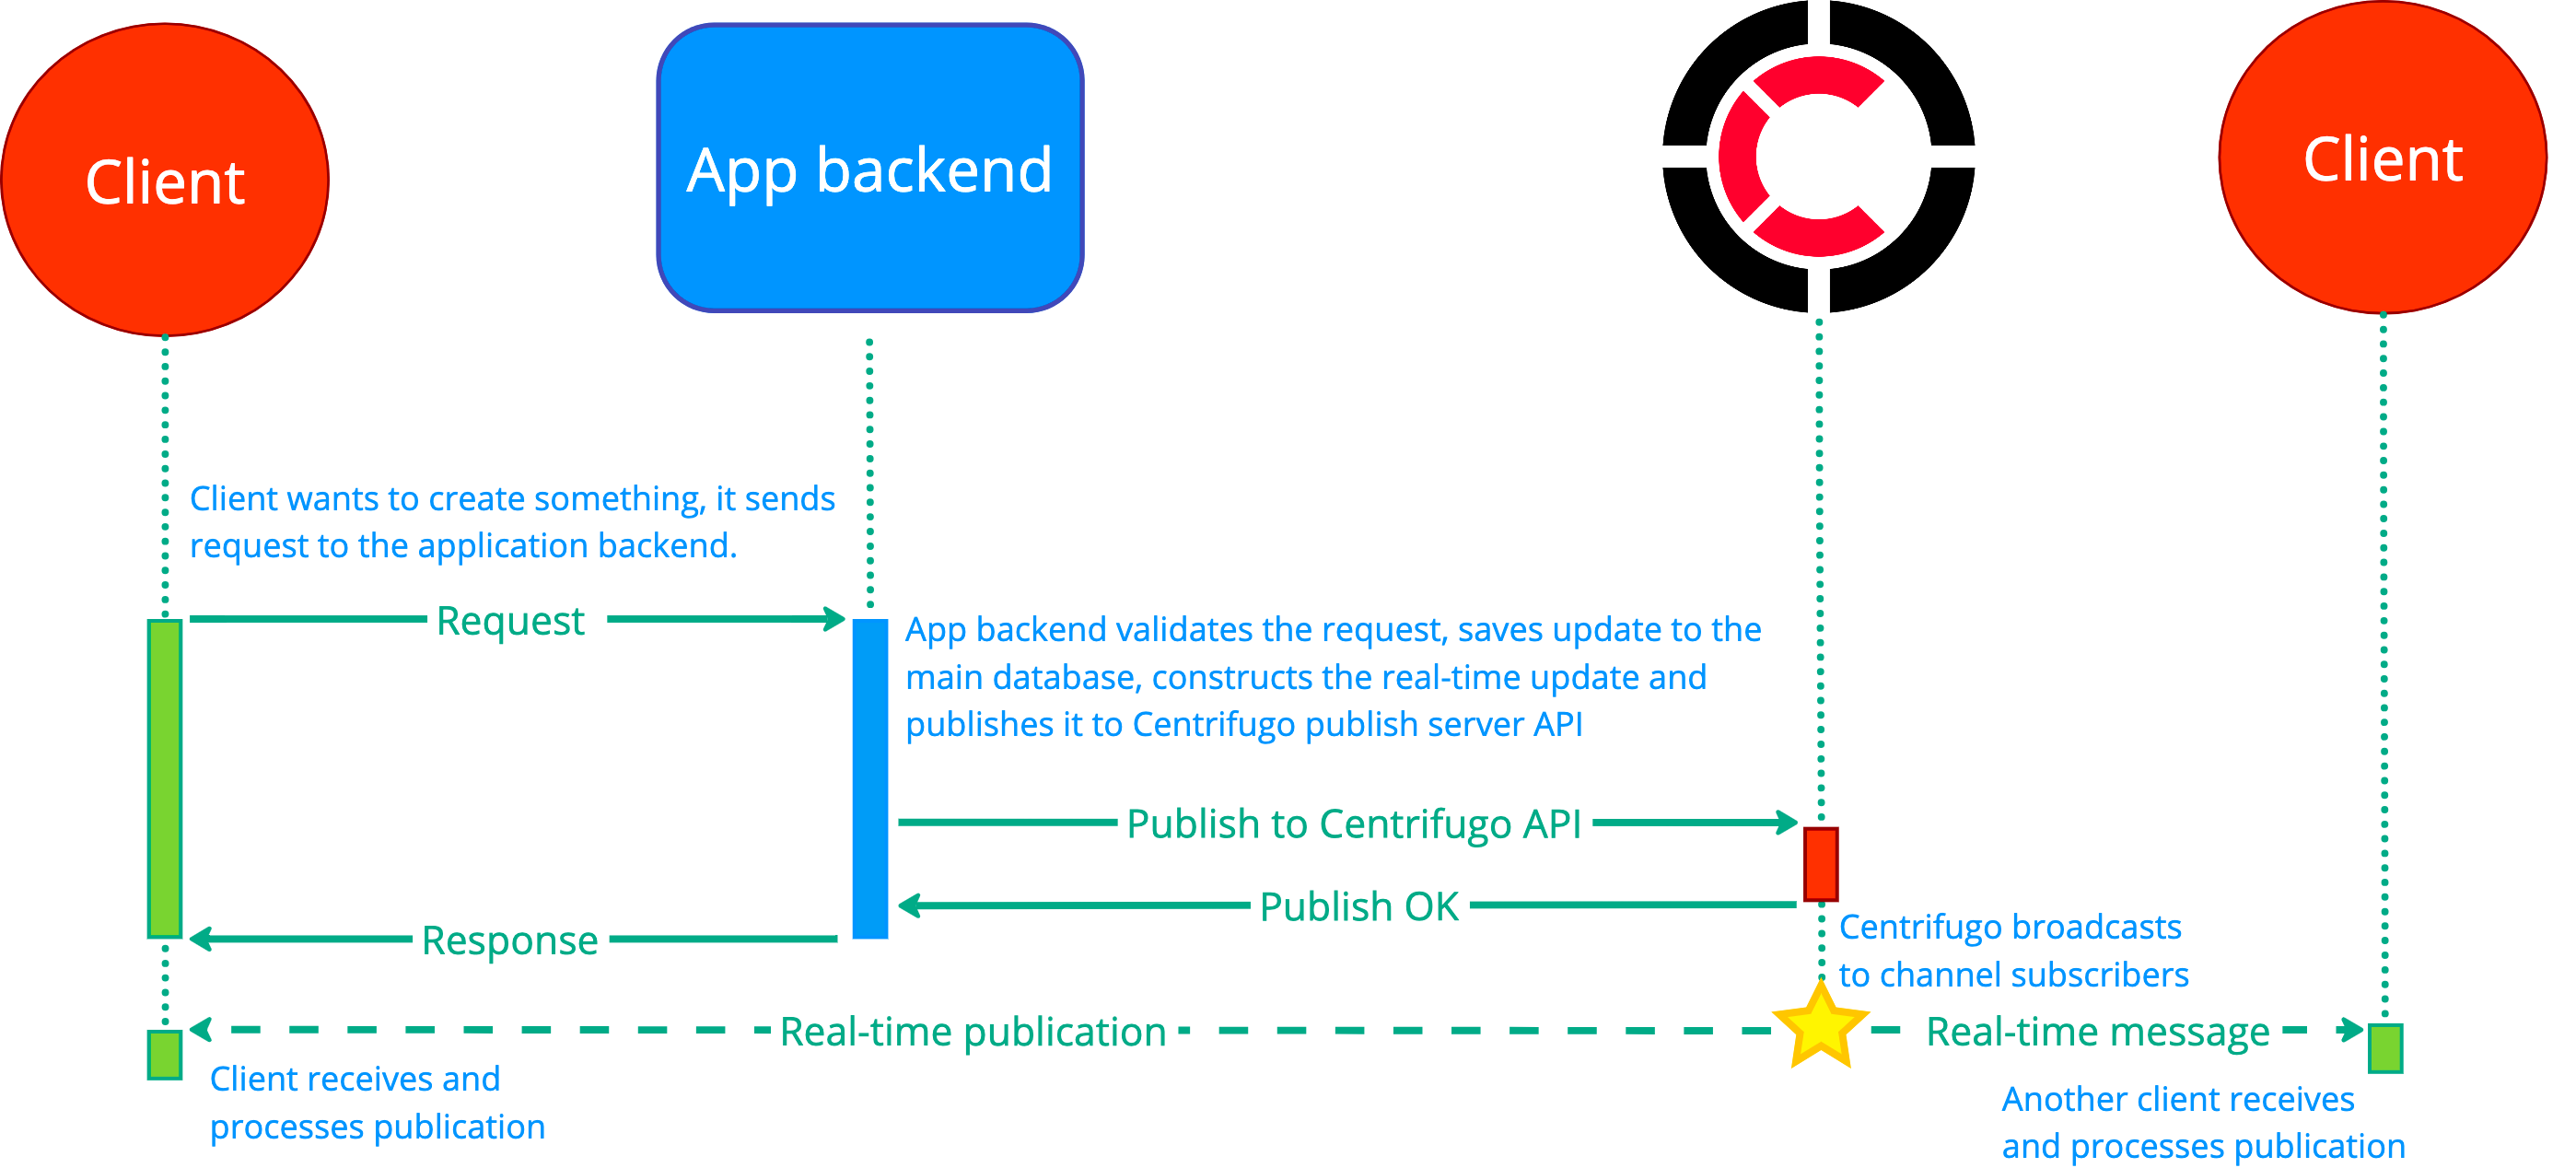 Client
App backend
Client
Client wants to create something, it sends
request to the application backend.
Request
App backend validates the request, saves update to the
main database, constructs the real-time update and
publishes it to Centrifugo publish server API
Publish to Centrifugo API
Publish OK
Response
Centrifugo broadcasts
to channel subscribers
Real-time publication
Real-time message
Client receives and
processes publication
Another client receives
and processes publication